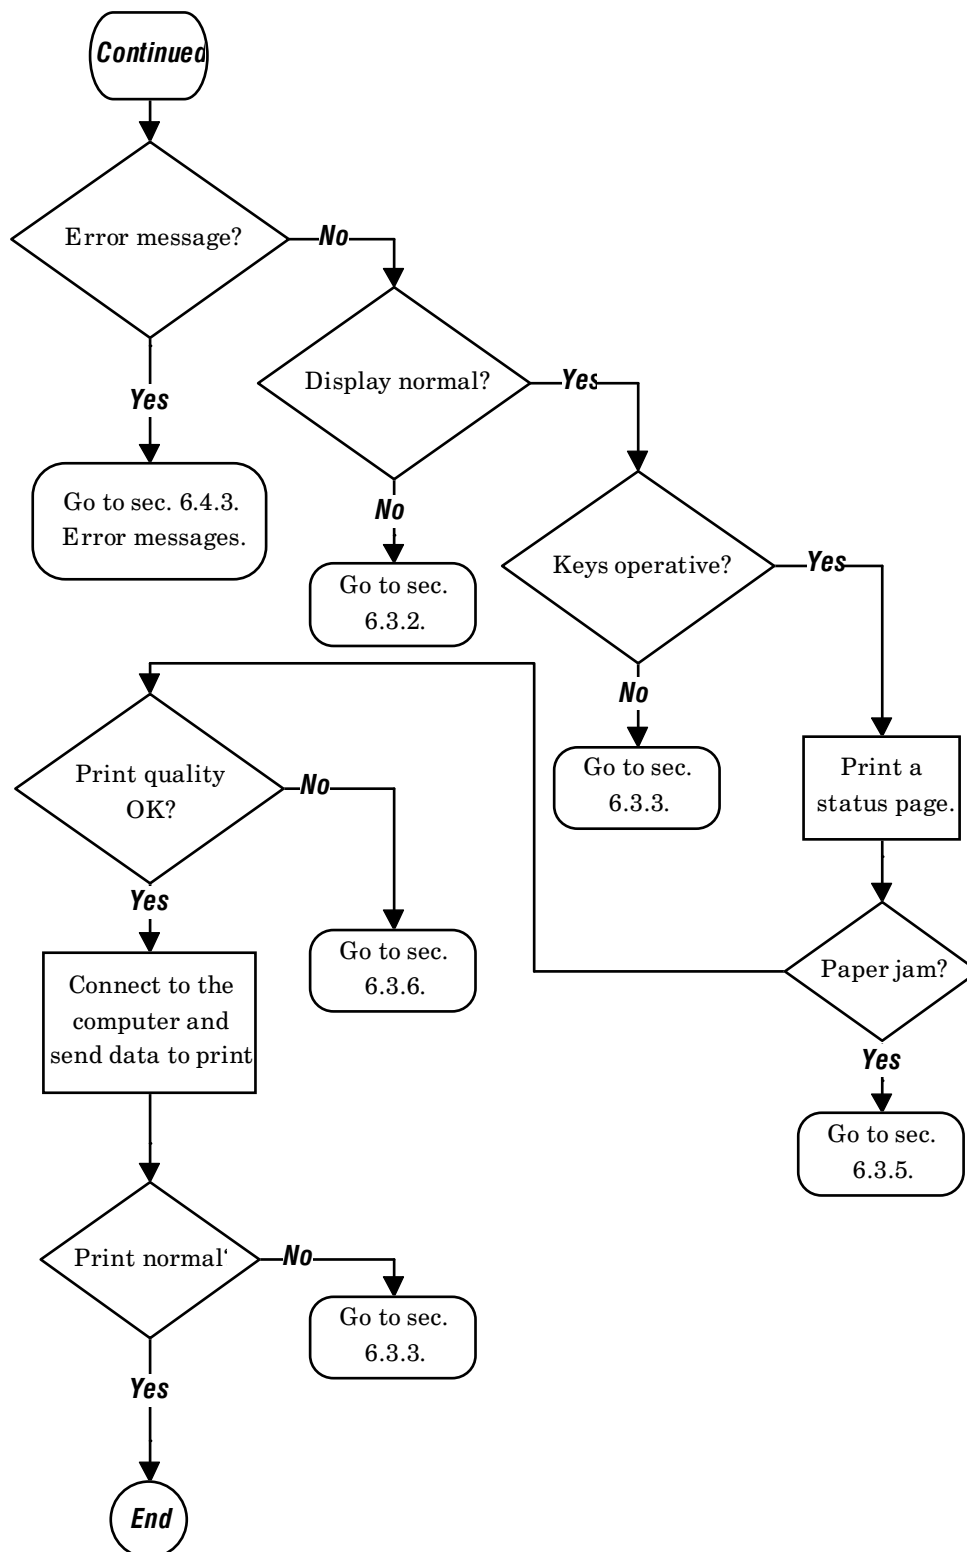 Continued
Error message?
No
Display normal?
Yes
Yes
Keys operative?
Yes
Go to sec. 6.4.3.
Error messages.
No
Go to sec.
6.3.2.
No
Go to sec.
6.3.3.
Print a
status page.
Print quality
OK?
No
Yes
Go to sec.
6.3.6.
Paper jam?
Connect to the
computer and
send data to print
Yes
Go to sec.
6.3.5.
Print normal
No
Go to sec.
6.3.3.
Yes
End